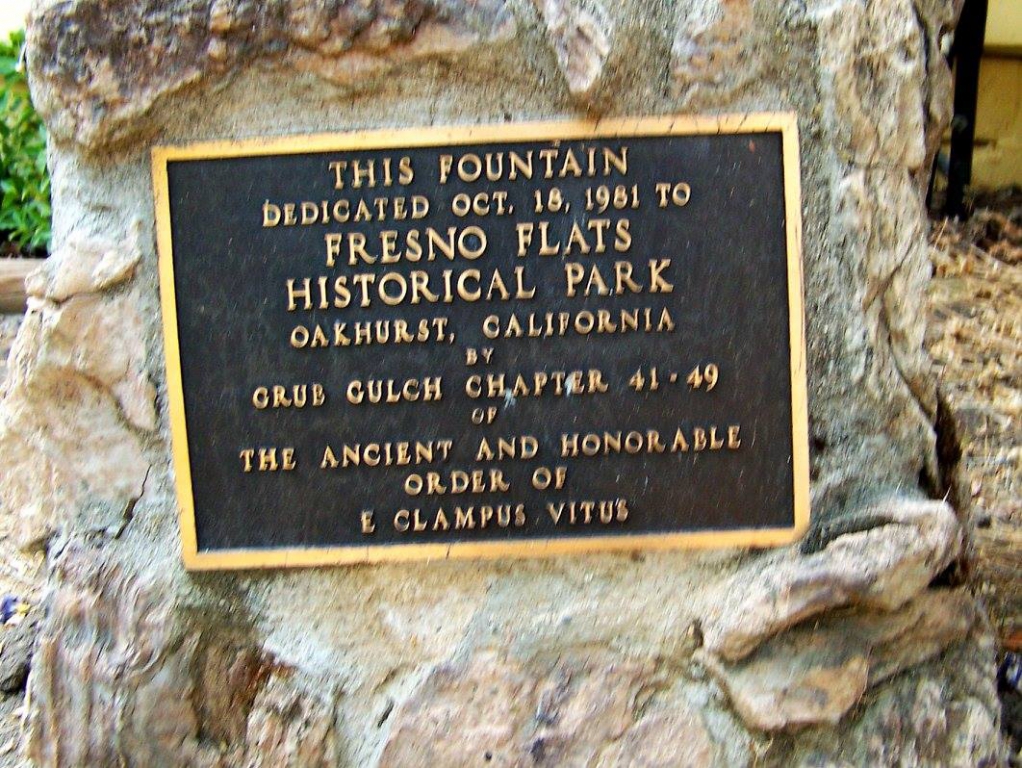 THIS FOUNTAIN
DEDICATED OCT. 18, 1981 TO
FRESNO FLATS
HISTORICAL PARK
OAKHURST, CALIFORNIA
BY
GRUB GULCH CHAPTER 41·49
OF
THE ANCIENT AND HONORABLE
ORDER OF
E CLAMPUS VITUS